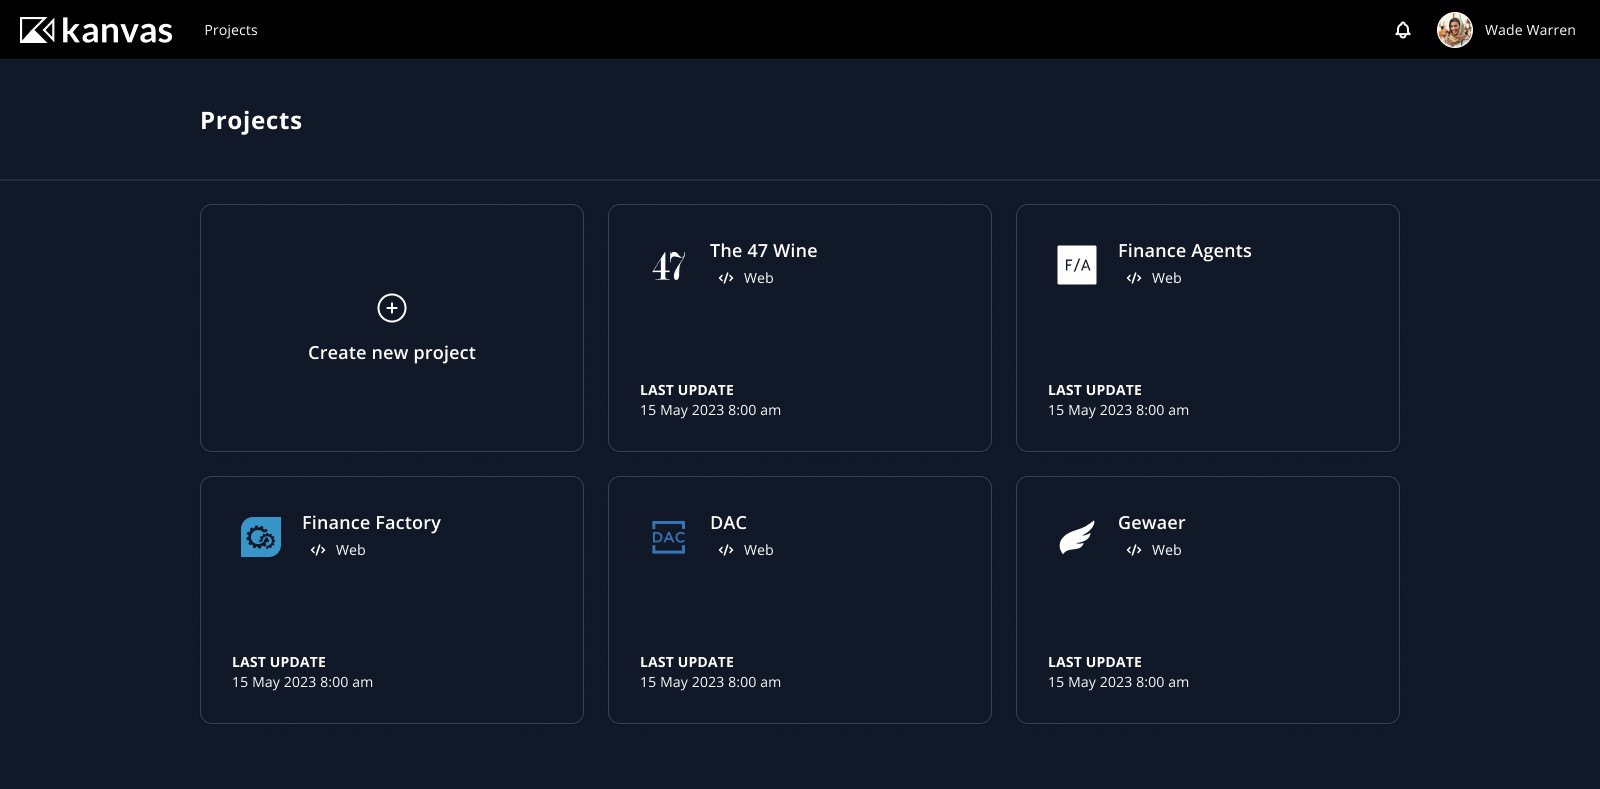 kanvas
Projects
Wade Warren
Projects
Create new project
47
The 47 Wine
</> Web
LAST UPDATE
15 May 2023 8:00 am
F/A
Finance Agents
</> Web
LAST UPDATE
15 May 2023 8:00 am
Finance Factory
</> Web
LAST UPDATE
15 May 2023 8:00 am
DAC
DAC
</> Web
LAST UPDATE
15 May 2023 8:00 am
Gewaer
</> Web
LAST UPDATE
15 May 2023 8:00 am